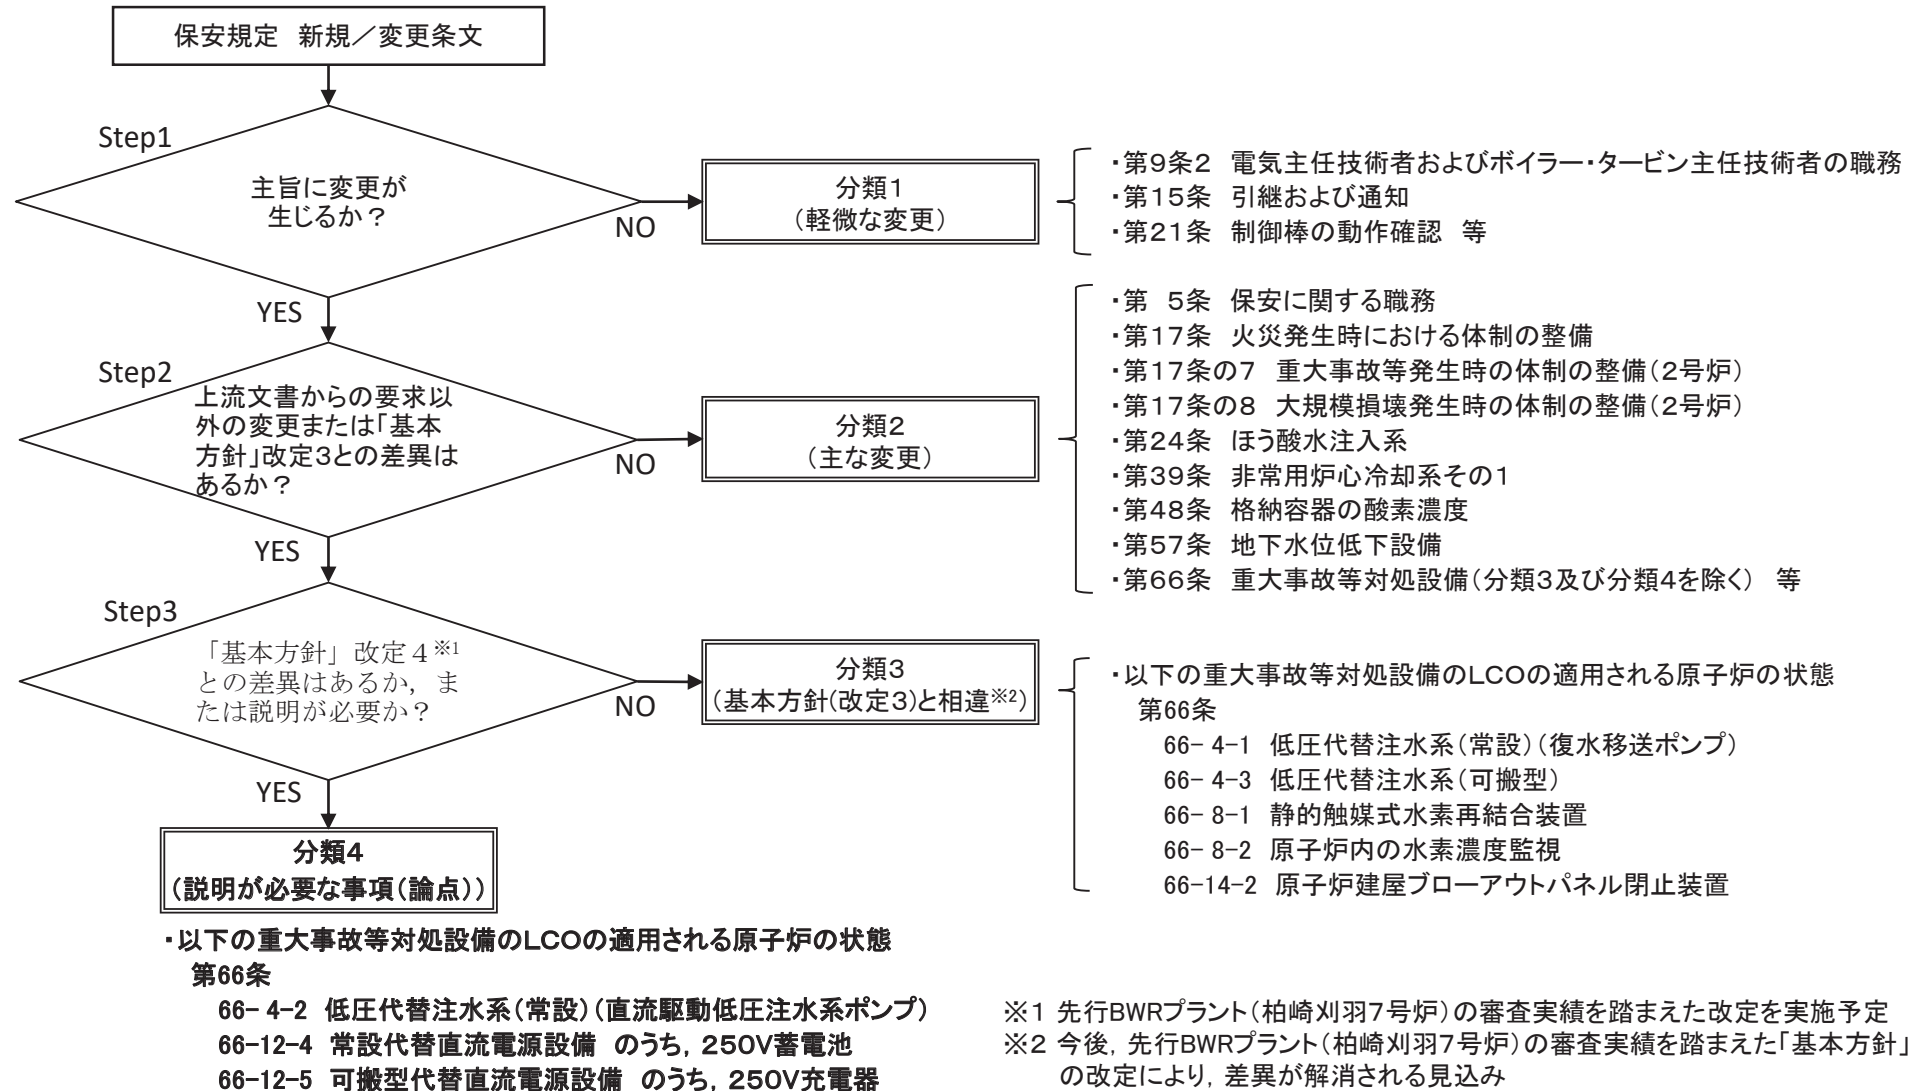 保安規定　新規／変更条文
Step1
主旨に変更が
生じるか？
NO
YES
分類１
（軽微な変更）
・第９条２　電気主任技術者およびボイラー・タービン主任技術者の職務
・第１５条　引継および通知
・第２１条　制御棒の動作確認　等
Step2
上流文書からの要求以
外の変更または「基本
方針」改定3との差異は
あるか？
NO
YES
分類２
（主な変更）
・第　５条　保安に関する職務
・第１７条　火災発生時における体制の整備
・第１７条の７　重大事故等発生時の体制の整備（２号炉）
・第１７条の８　大規模損壊発生時の体制の整備（２号炉）
・第２４条　ほう酸水注入系
・第３９条　非常用炉心冷却系その１
・第４８条　格納容器の酸素濃度
・第５７条　地下水位低下設備
・第６６条　重大事故等対処設備（分類３及び分類４を除く）　等
Step3
「基本方針」改定４※1
との差異はあるか，ま
たは説明が必要か？
NO
YES
分類３
（基本方針(改定３)と相違※2）
・以下の重大事故等対処設備のＬＣＯの適用される原子炉の状態
第66条
66- 4-1　低圧代替注水系（常設）（復水移送ポンプ）
66- 4-3　低圧代替注水系（可搬型）
66- 8-1　静的触媒式水素再結合装置
66- 8-2　原子炉内の水素濃度監視
66-14-2　原子炉建屋ブローアウトパネル閉止装置
分類４
（説明が必要な事項（論点））
・以下の重大事故等対処設備のＬＣＯの適用される原子炉の状態
第66条
66- 4-2　低圧代替注水系（常設）（直流駆動低圧注水系ポンプ）
66-12-4　常設代替直流電源設備　のうち，２５０Ｖ蓄電池
66-12-5　可搬型代替直流電源設備　のうち，２５０Ｖ充電器
※１ 先行BWRプラント（柏崎刈羽７号炉）の審査実績を踏まえた改定を実施予定
※２ 今後，先行BWRプラント（柏崎刈羽７号炉）の審査実績を踏まえた「基本方針」
の改定により，差異が解消される見込み